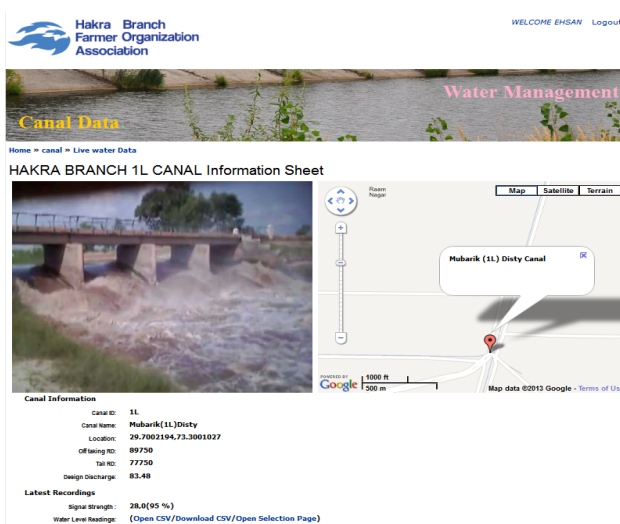 Hakra Branch
Farmer Organization
Association
WELCOME EHSAN Logout
Water Management
Canal Data
Home » canal » Live water Data
HAKRA BRANCH 1L CANAL Information Sheet
Raam
Nagar
Map Satellite Terrain
Mubarik (1L) Disty Canal
POWERED BY
Google
1000 ft
500 m
Map data ©2013 Google - Terms of Us
Canal Information
Canal ID: 1L
Canal Name: Mubarik(1L)Disty
Location: 29.7002194,73.3001027
Off taking RD: 89750
Tail RD: 77750
Design Discharge: 83.48
Latest Recordings
Signal Strength : 28.0(95 %)
Water Level Readings: (Open CSV/Download CSV/Open Selection Page)